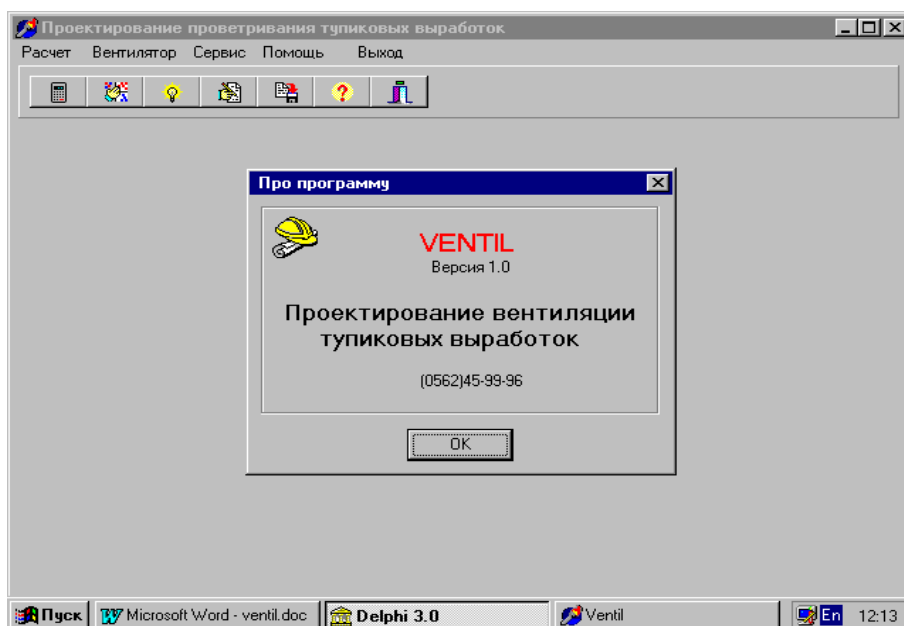 Проектирование проветривания тупиковых выработок
Расчет Вентилятор Сервис Помощь Выход
Про программу
VENTIL
Версия 1.0
Проектирование вентиляции
тупиковых выработок
(0562)45-99-96
OK
Пуск Microsoft Word - ventil.doc Delphi 3.0 Ventil En 12:13